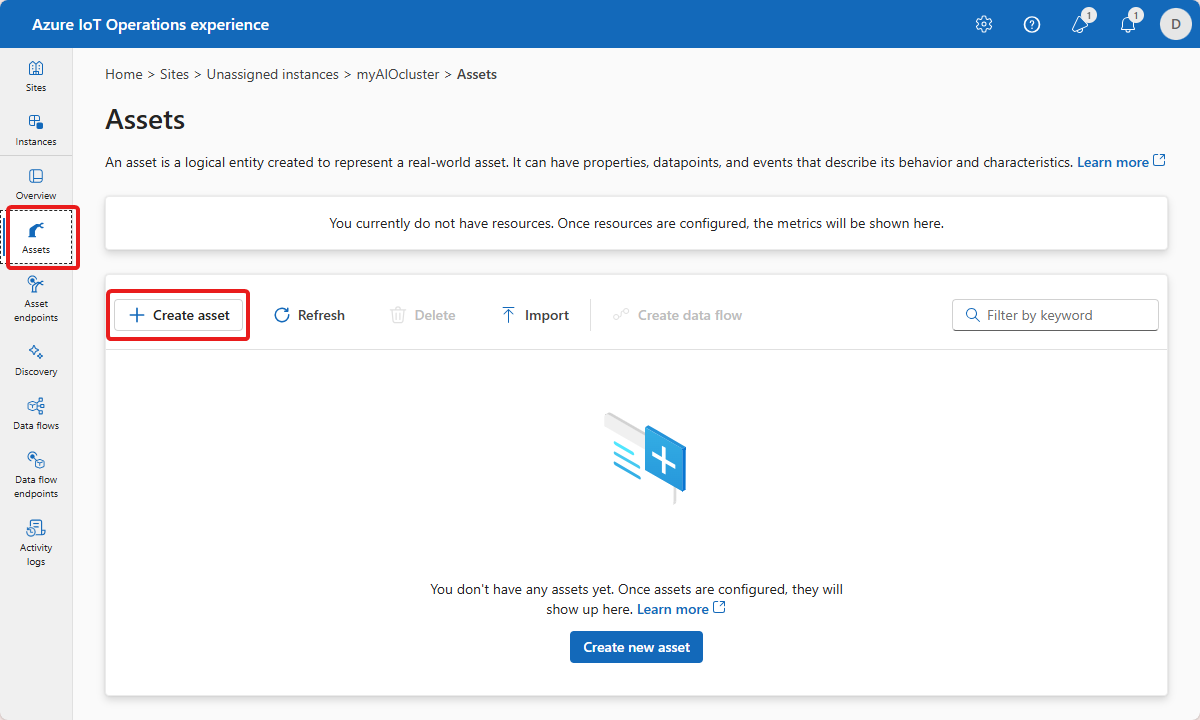 Azure IoT Operations experience
1
1
D
Sites
Instances
Overview
Assets
Asset
endpoints
Discovery
Data flows
Data flow
endpoints
Activity
logs
Home > Sites > Unassigned instances > myAIOcluster > Assets
Assets
An asset is a logical entity created to represent a real-world asset. It can have properties, datapoints, and events that describe its behavior and characteristics. Learn more
You currently do not have resources. Once resources are configured, the metrics will be shown here.
Create asset
Refresh
Delete
Import
Create data flow
Filter by keyword
You don't have any assets yet. Once assets are configured, they will
show up here. Learn more
Create new asset